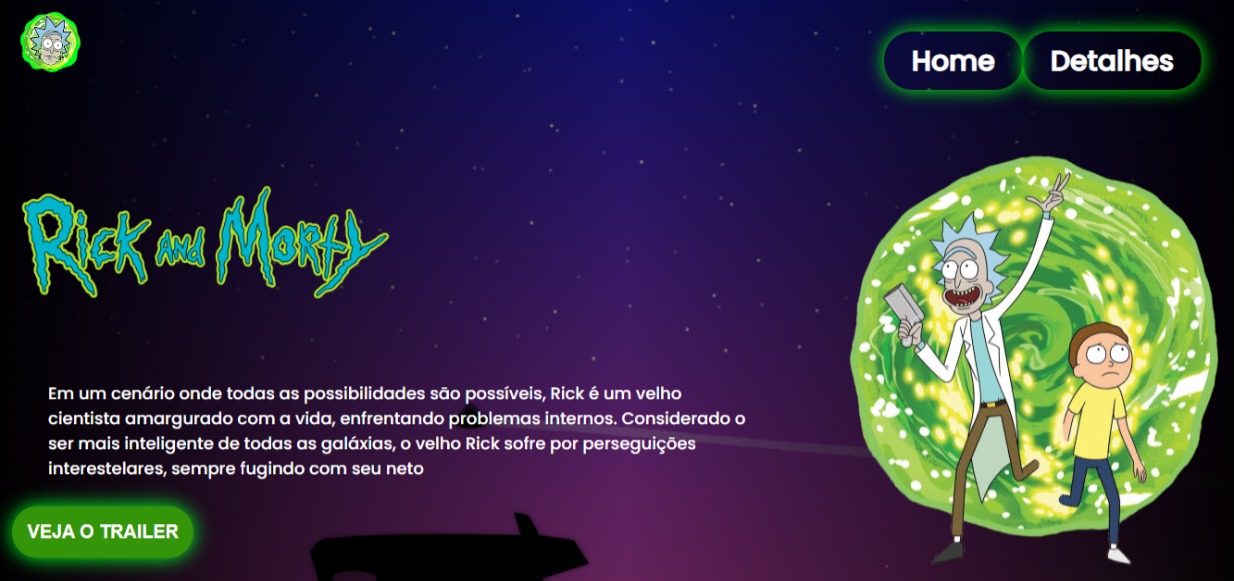 Home
Detalhes
Rick and Morty
Em um cenário onde todas as possibilidades são possíveis, Rick é um velho
cientista amargurado com a vida, enfrentando problemas internos. Considerado o
ser mais inteligente de todas as galáxias, o velho Rick sofre por perseguições
interestelares, sempre fugindo com seu neto
VEJA O TRAILER